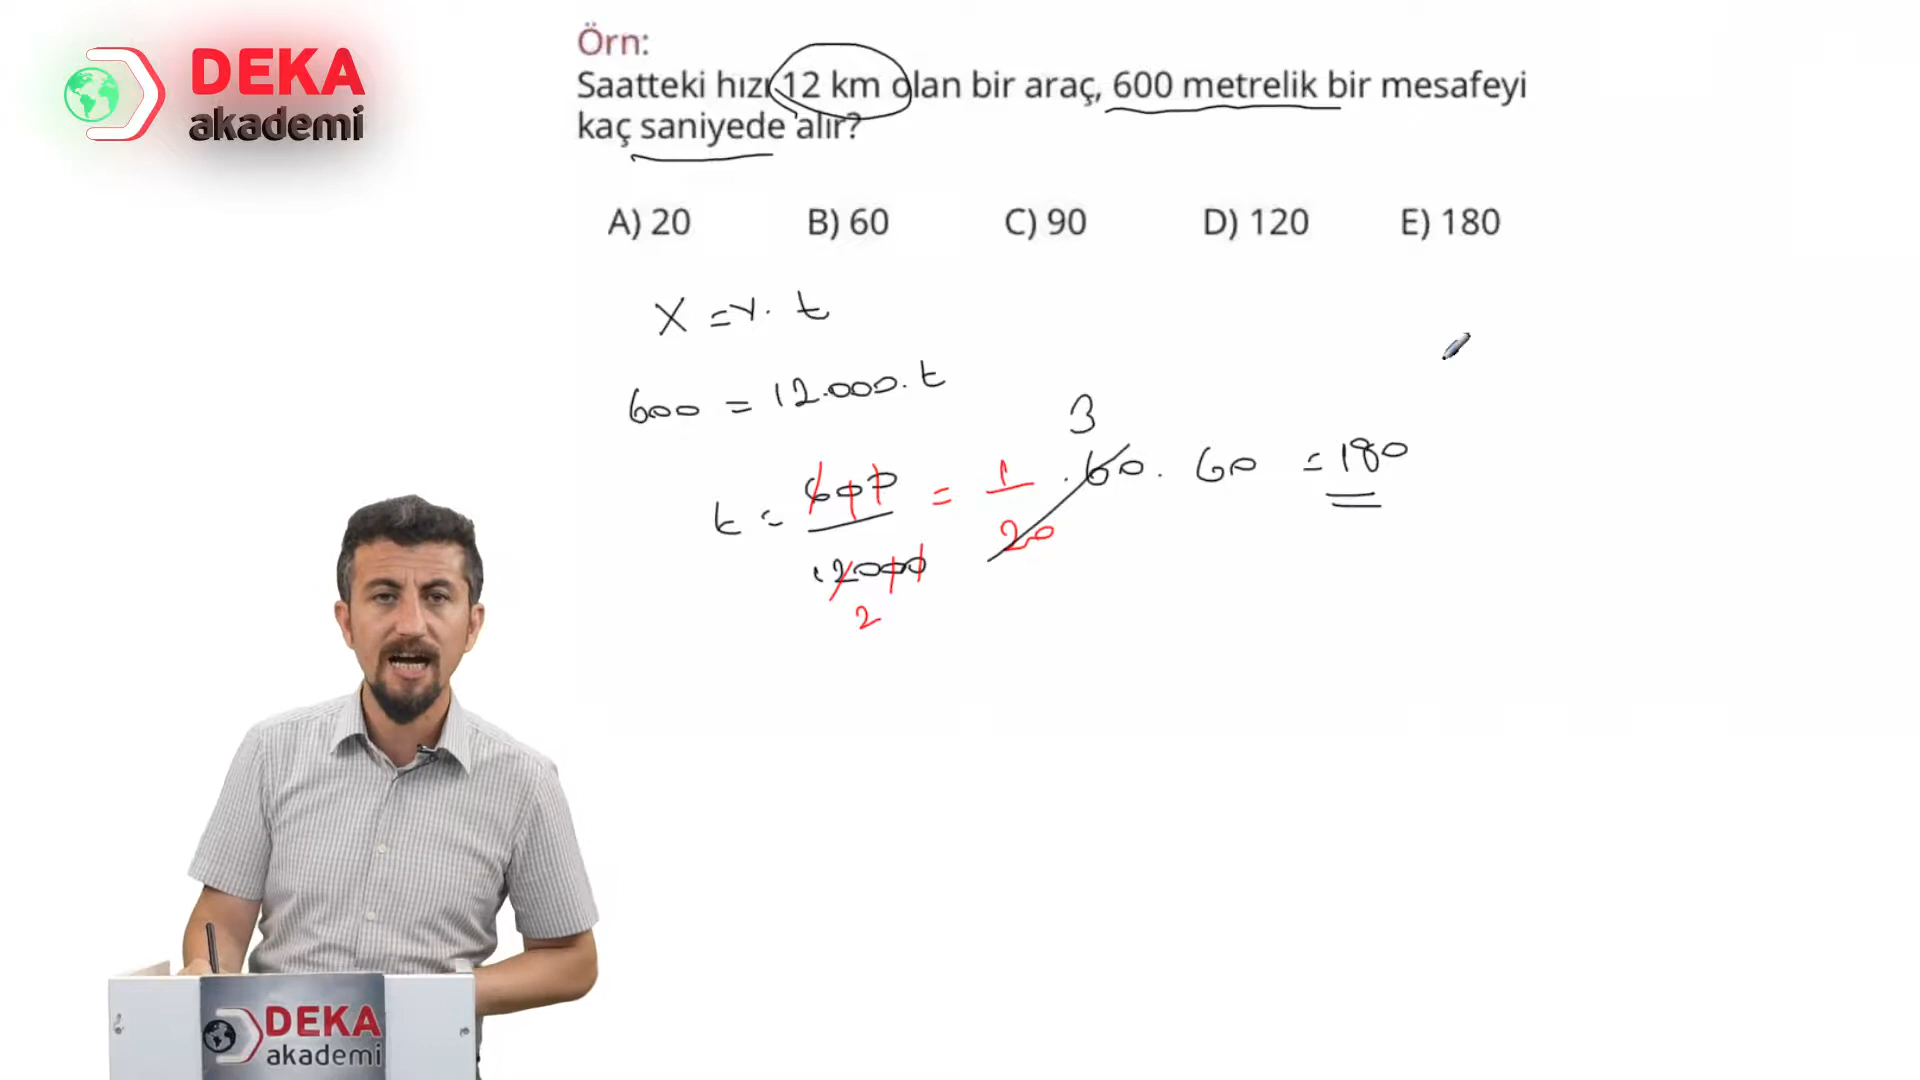 DEKA
akademi
Örn:
Saatteki hızı 12 km olan bir araç, 600 metrelik bir mesafeyi
kaç saniyede alır?
A) 20 B) 60 C) 90 D) 120 E) 180
X = v. t
600 = 12.000. t
3
t = 600/12000 = 1/20 . 60 . 60 = 180
2
DEKA
akademi